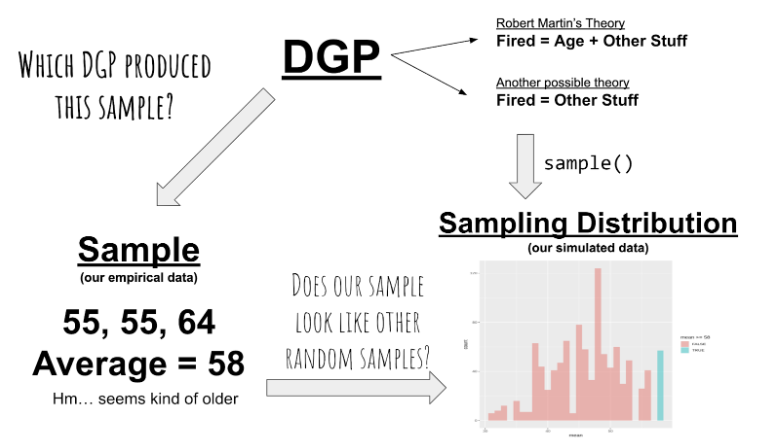 Which DGP produced
this sample?
DGP
Robert Martin's Theory
Fired = Age + Other Stuff
Another possible theory
Fired = Other Stuff
sample()
Sample
(our empirical data)
55, 55, 64
Average = 58
Hm... seems kind of older
Does our sample
look like other
random samples?
Sampling Distribution
(our simulated data)
FALSE
TRUE